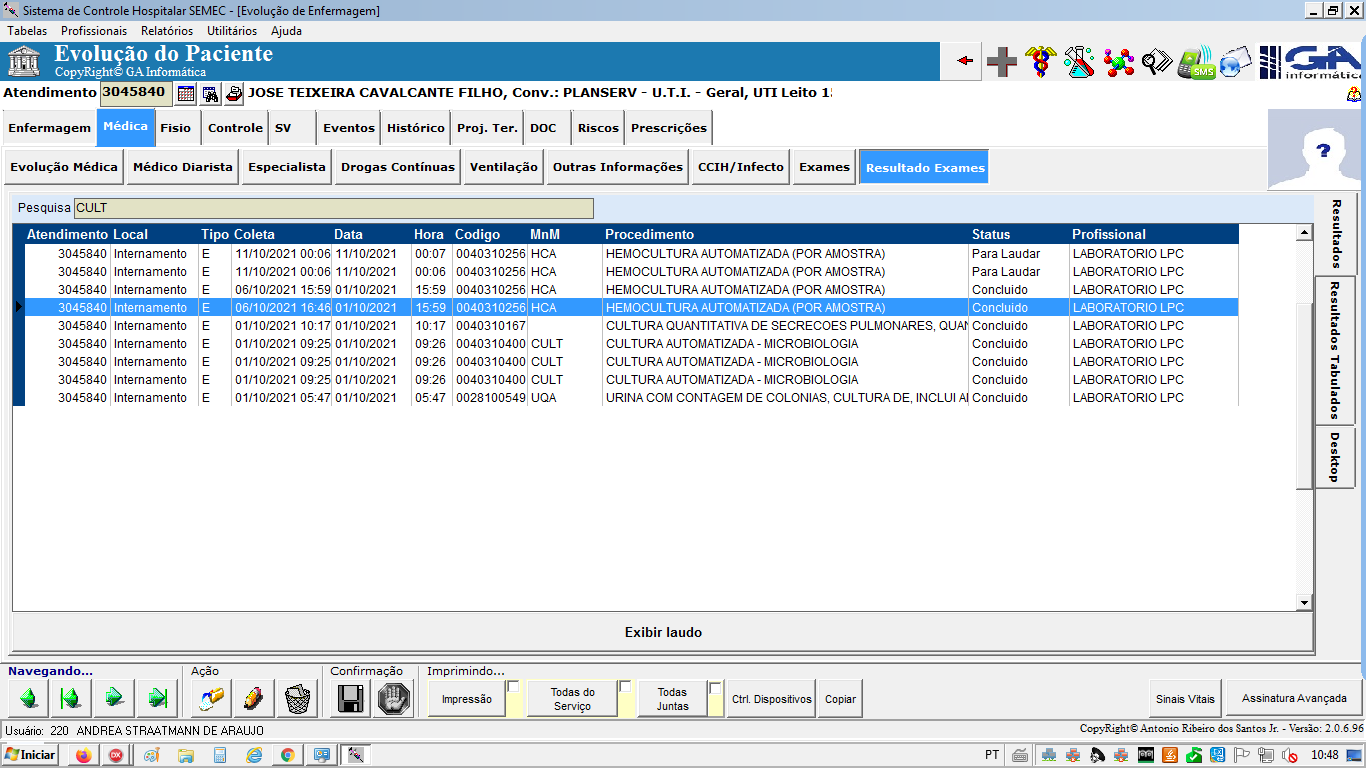 Sistema de Controle Hospitalar SEMEC - [Evolução de Enfermagem]
Tabelas Profissionais Relatórios Utilitários Ajuda
Evolução do Paciente
CopyRight© GA Informática
SMS
GA
informática
Atendimento 3045840 JOSE TEIXEIRA CAVALCANTE FILHO, Conv.: PLANSERV - U.T.I. - Geral, UTI Leito 1
Enfermagem Médica Fisio Controle SV Eventos Histórico Proj. Ter. DOC Riscos Prescrições
Evolução Médica Médico Diarista Especialista Drogas Contínuas Ventilação Outras Informações CCIH/Infecto Exames Resultado Exames
?
Pesquisa CULT
Atendimento Local Tipo Coleta Data Hora Codigo MnM Procedimento Status Profissional
3045840 Internamento E 11/10/2021 00:06 11/10/2021 00:07 0040310256 HCA HEMOCULTURA AUTOMATIZADA (POR AMOSTRA) Para Laudar LABORATORIO LPC
3045840 Internamento E 11/10/2021 00:06 11/10/2021 00:06 0040310256 HCA HEMOCULTURA AUTOMATIZADA (POR AMOSTRA) Para Laudar LABORATORIO LPC
3045840 Internamento E 06/10/2021 15:59 01/10/2021 15:59 0040310256 HCA HEMOCULTURA AUTOMATIZADA (POR AMOSTRA) Concluido LABORATORIO LPC
3045840 Internamento E 06/10/2021 16:46 01/10/2021 15:59 0040310256 HCA HEMOCULTURA AUTOMATIZADA (POR AMOSTRA) Concluido LABORATORIO LPC
3045840 Internamento E 01/10/2021 10:17 01/10/2021 10:17 0040310167 CULTURA QUANTITATIVA DE SECRECOES PULMONARES, QUAN Concluido LABORATORIO LPC
3045840 Internamento E 01/10/2021 09:25 01/10/2021 09:26 0040310400 CULT CULTURA AUTOMATIZADA - MICROBIOLOGIA Concluido LABORATORIO LPC
3045840 Internamento E 01/10/2021 09:25 01/10/2021 09:26 0040310400 CULT CULTURA AUTOMATIZADA - MICROBIOLOGIA Concluido LABORATORIO LPC
3045840 Internamento E 01/10/2021 09:25 01/10/2021 09:26 0040310400 CULT CULTURA AUTOMATIZADA - MICROBIOLOGIA Concluido LABORATORIO LPC
3045840 Internamento E 01/10/2021 05:47 01/10/2021 05:47 0028100549 UQA URINA COM CONTAGEM DE COLONIAS, CULTURA DE, INCLUI AI Concluido LABORATORIO LPC
Resultados
Resultados Tabulados
Desktop
Exibir laudo
Navegando... Ação Confirmação Imprimindo...
Impressão Todas do Serviço Todas Juntas Ctrl. Dispositivos Copiar Sinais Vitais Assinatura Avançada
Usuário: 220 ANDREA STRAATMANN DE ARAUJO CopyRight© Antonio Ribeiro dos Santos Jr. - Versão: 2.0.6.96
Iniciar PT 10:48